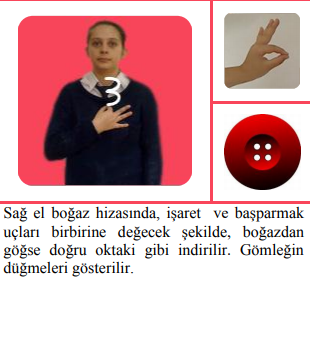 Sağ el boğaz hizasında, işaret ve başparmak
uçları birbirine değecek şekilde, boğazdan
göğse doğru oktaki gibi indirilir. Gömleğin
düğmeleri gösterilir.